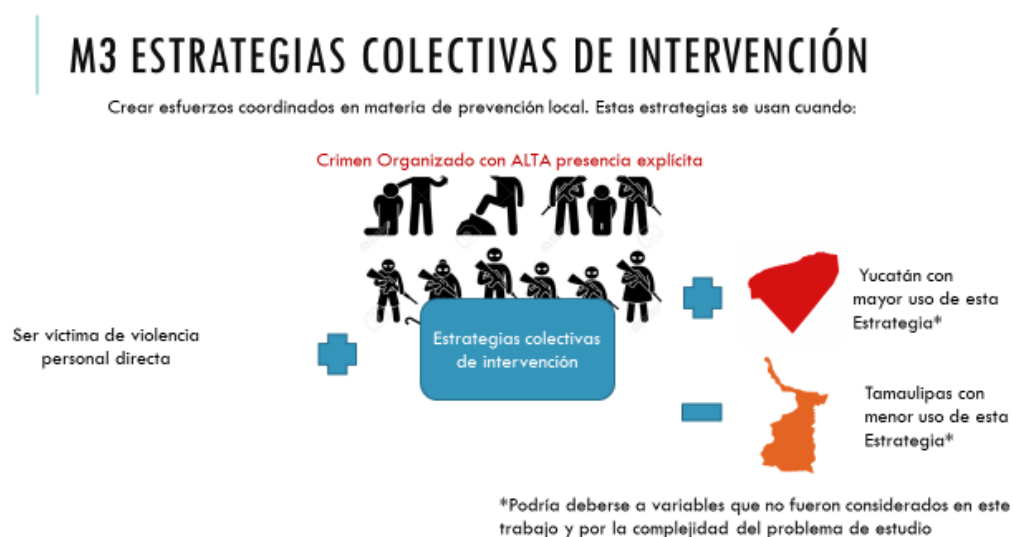 M3 ESTRATEGIAS COLECTIVAS DE INTERVENCIÓN
Crear esfuerzos coordinados en materia de prevención local. Estas estrategias se usan cuando:
Crimen Organizado con ALTA presencia explícita
Ser víctima de violencia
personal directa
Estrategias colectivas
de intervención
Yucatán con
mayor uso de esta
Estrategia*
Tamaulipas con
menor uso de esta
Estrategia*
*Podría deberse a variables que no fueron considerados en este
trabajo y por la complejidad del problema de estudio